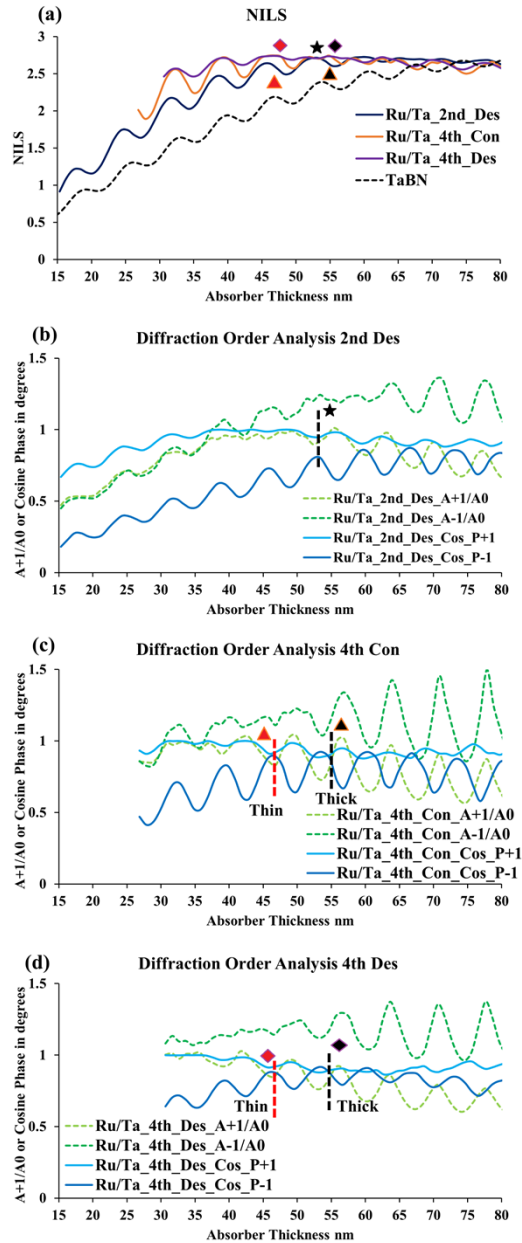 (a)
NILS
3
2.5
2
1.5
1
0.5
0
NILS
Ru/Ta_2nd_Des
Ru/Ta_4th_Con
Ru/Ta_4th_Des
TaBN
15 20 25 30 35 40 45 50 55 60 65 70 75 80
Absorber Thickness nm
(b)
Diffraction Order Analysis 2nd Des
1.5
1
0.5
0
A+1/A0 or Cosine Phase in degrees
Ru/Ta_2nd_Des_A+1/A0
Ru/Ta_2nd_Des_A-1/A0
Ru/Ta_2nd_Des_Cos_P+1
Ru/Ta_2nd_Des_Cos_P-1
15 20 25 30 35 40 45 50 55 60 65 70 75 80
Absorber Thickness nm
(c)
Diffraction Order Analysis 4th Con
1.5
1
0.5
0
A+1/A0 or Cosine Phase in degrees
Thin
Thick
Ru/Ta_4th_Con_A+1/A0
Ru/Ta_4th_Con_A-1/A0
Ru/Ta_4th_Con_Cos_P+1
Ru/Ta_4th_Con_Cos_P-1
15 20 25 30 35 40 45 50 55 60 65 70 75 80
Absorber Thickness nm
(d)
Diffraction Order Analysis 4th Des
1.5
1
0.5
0
A+1/A0 or Cosine Phase in degrees
Thin
Thick
Ru/Ta_4th_Des_A+1/A0
Ru/Ta_4th_Des_A-1/A0
Ru/Ta_4th_Des_Cos_P+1
Ru/Ta_4th_Des_Cos_P-1
15 20 25 30 35 40 45 50 55 60 65 70 75 80
Absorber Thickness nm